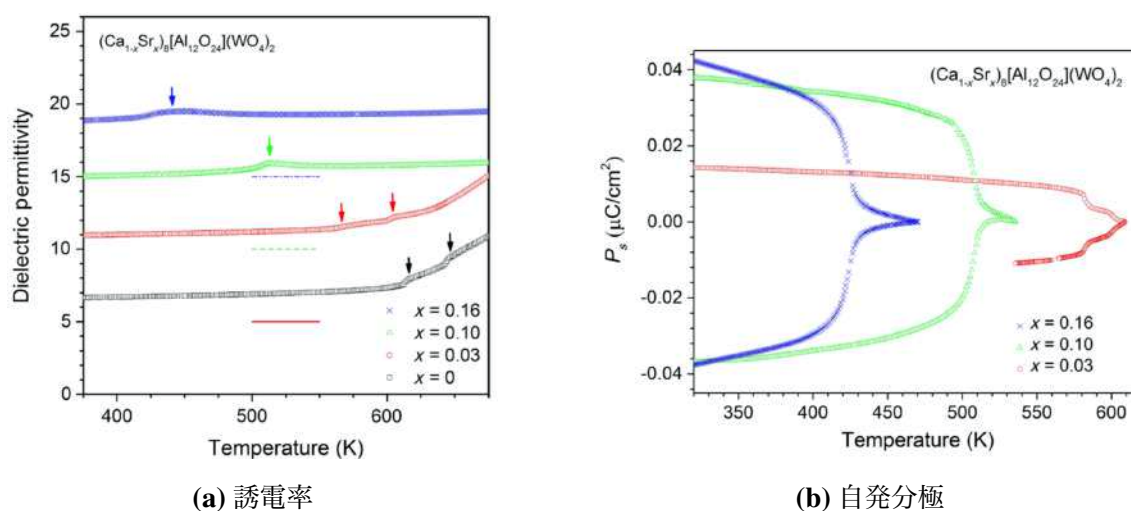 (Ca1-xSrx)8[Al12O24](WO4)2
Dielectric permittivity
25
20
15
10
5
0
x = 0.16
x = 0.10
x = 0.03
x = 0
400
500
600
Temperature (K)
(a) 誘電率
(Ca1-xSrx)8[Al12O24](WO4)2
Ps (μC/cm2)
0.04
0.02
0.00
-0.02
-0.04
x = 0.16
x = 0.10
x = 0.03
350
400
450
500
550
600
Temperature (K)
(b) 自発分極